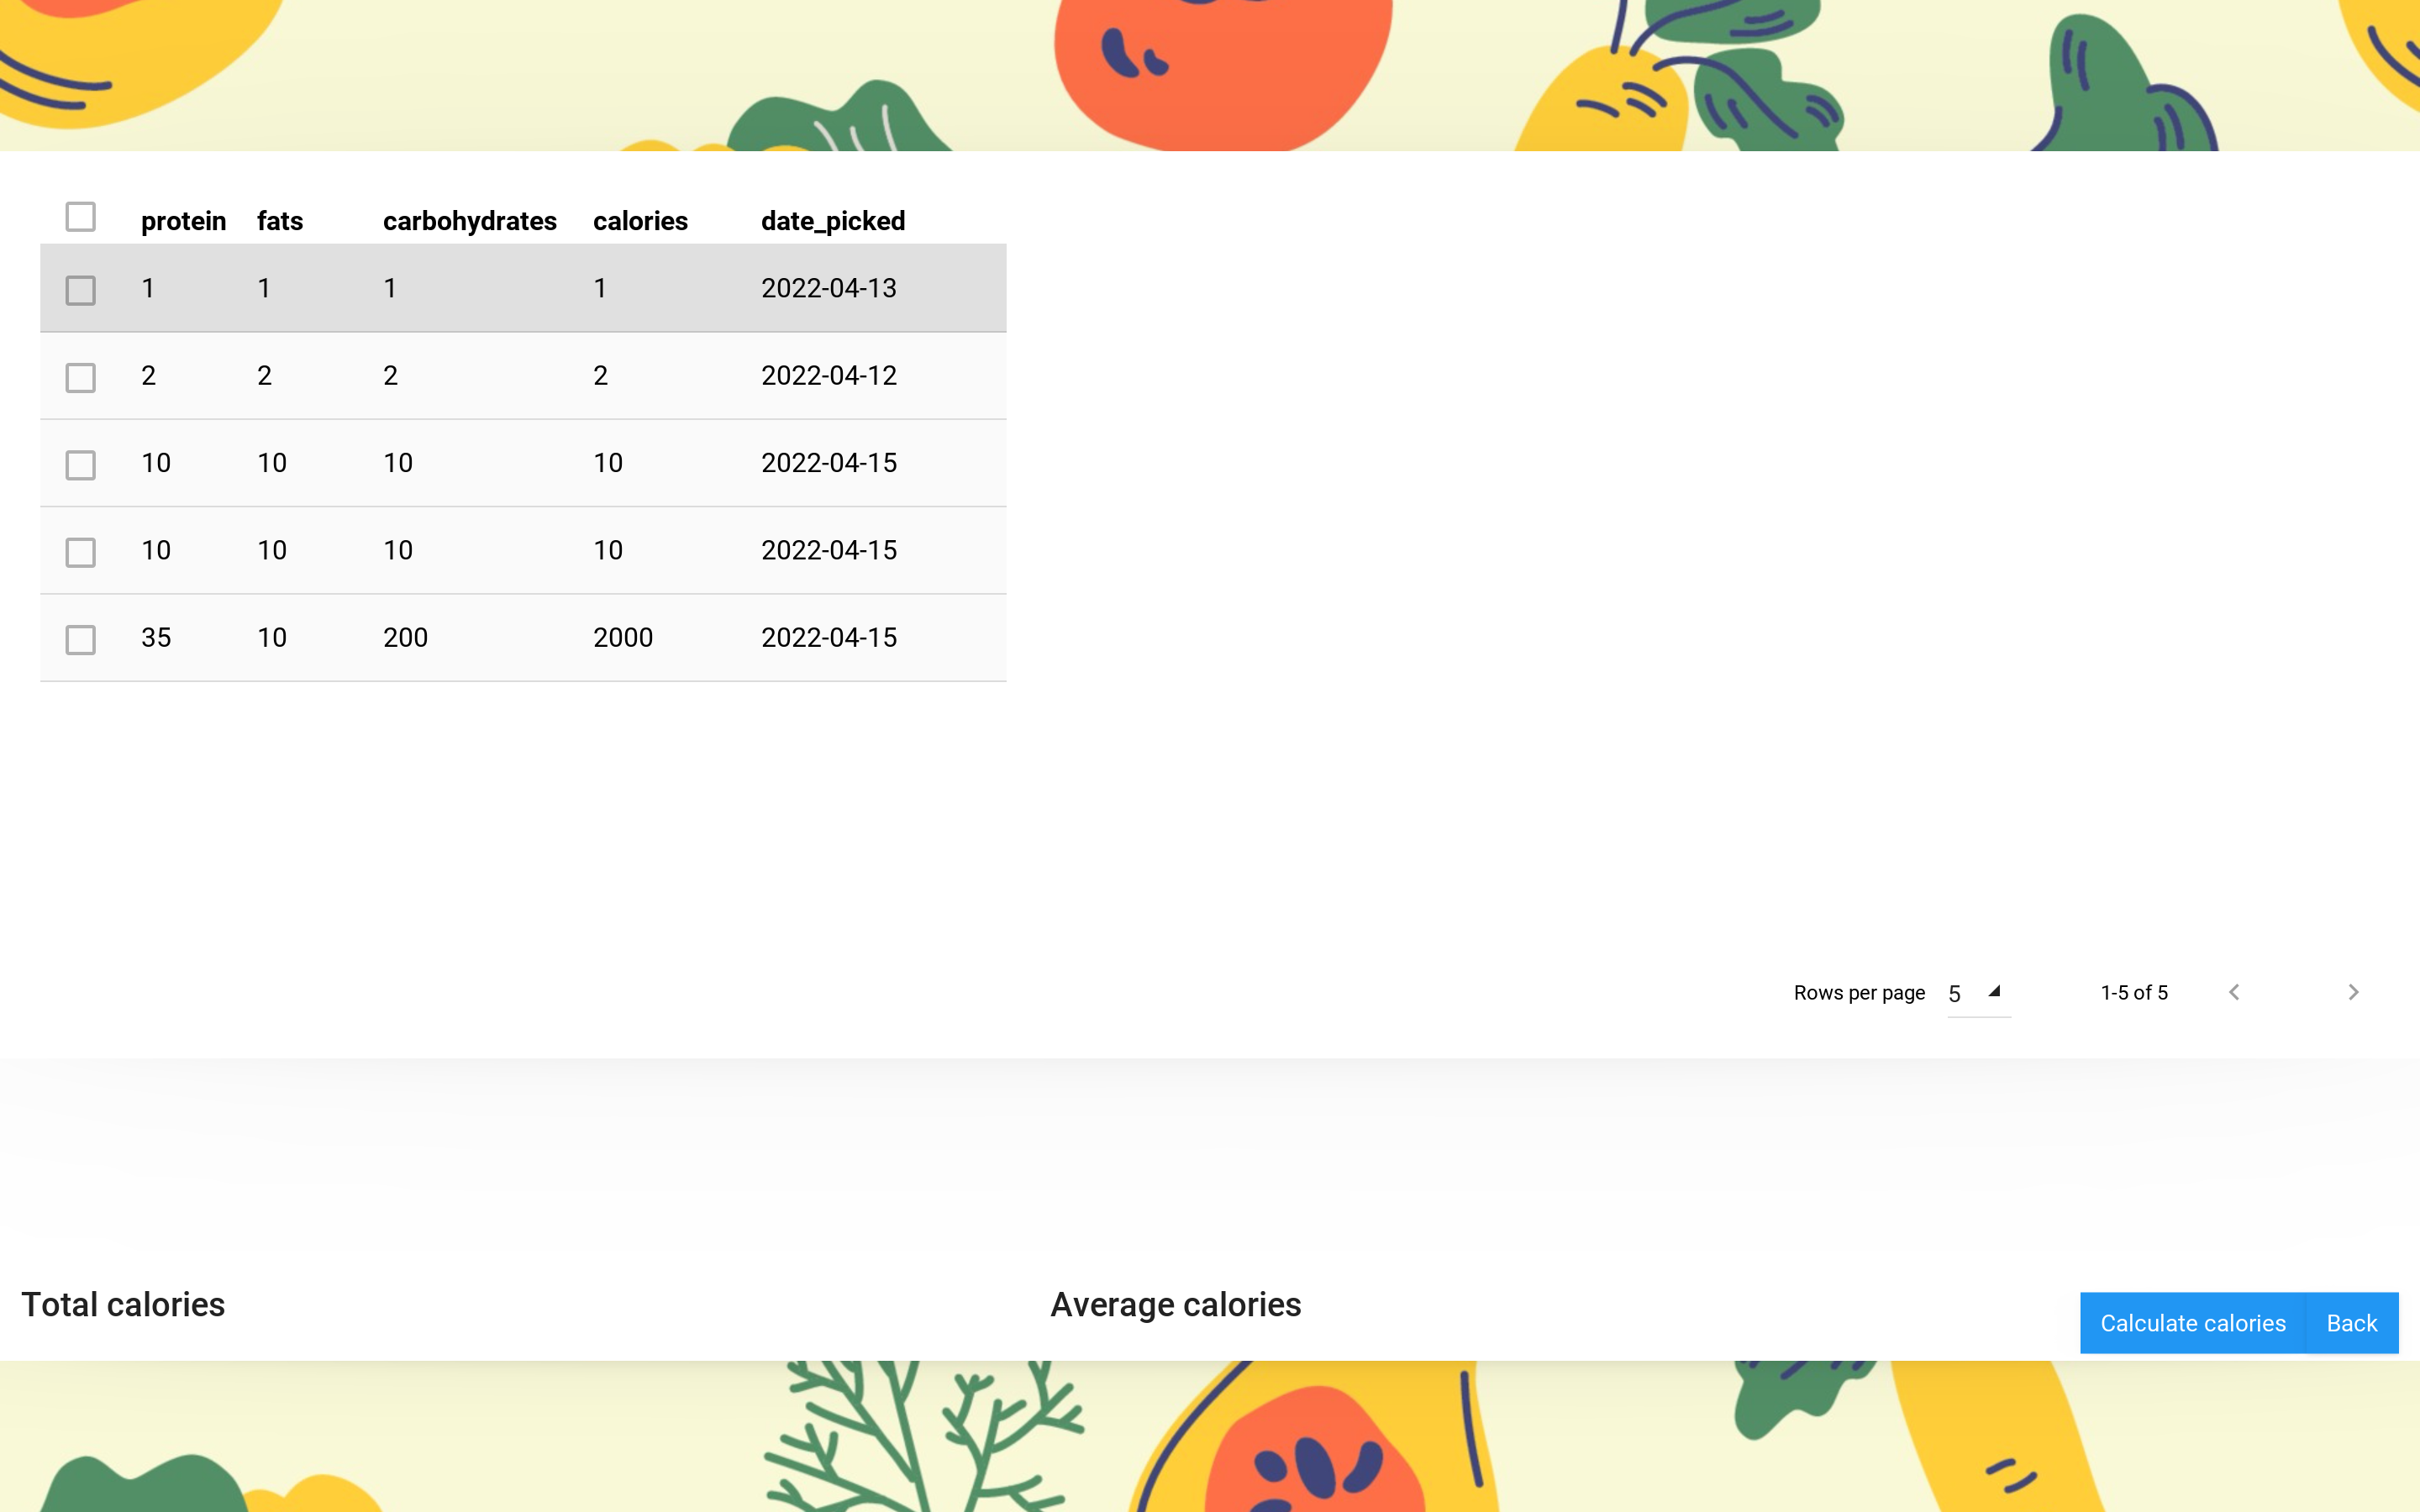 protein fats carbohydrates calories date_picked
1 1 1 1 2022-04-13
2 2 2 2 2022-04-12
10 10 10 10 2022-04-15
10 10 10 10 2022-04-15
35 10 200 2000 2022-04-15
Rows per page 5 1-5 of 5
Total calories Average calories Calculate calories Back